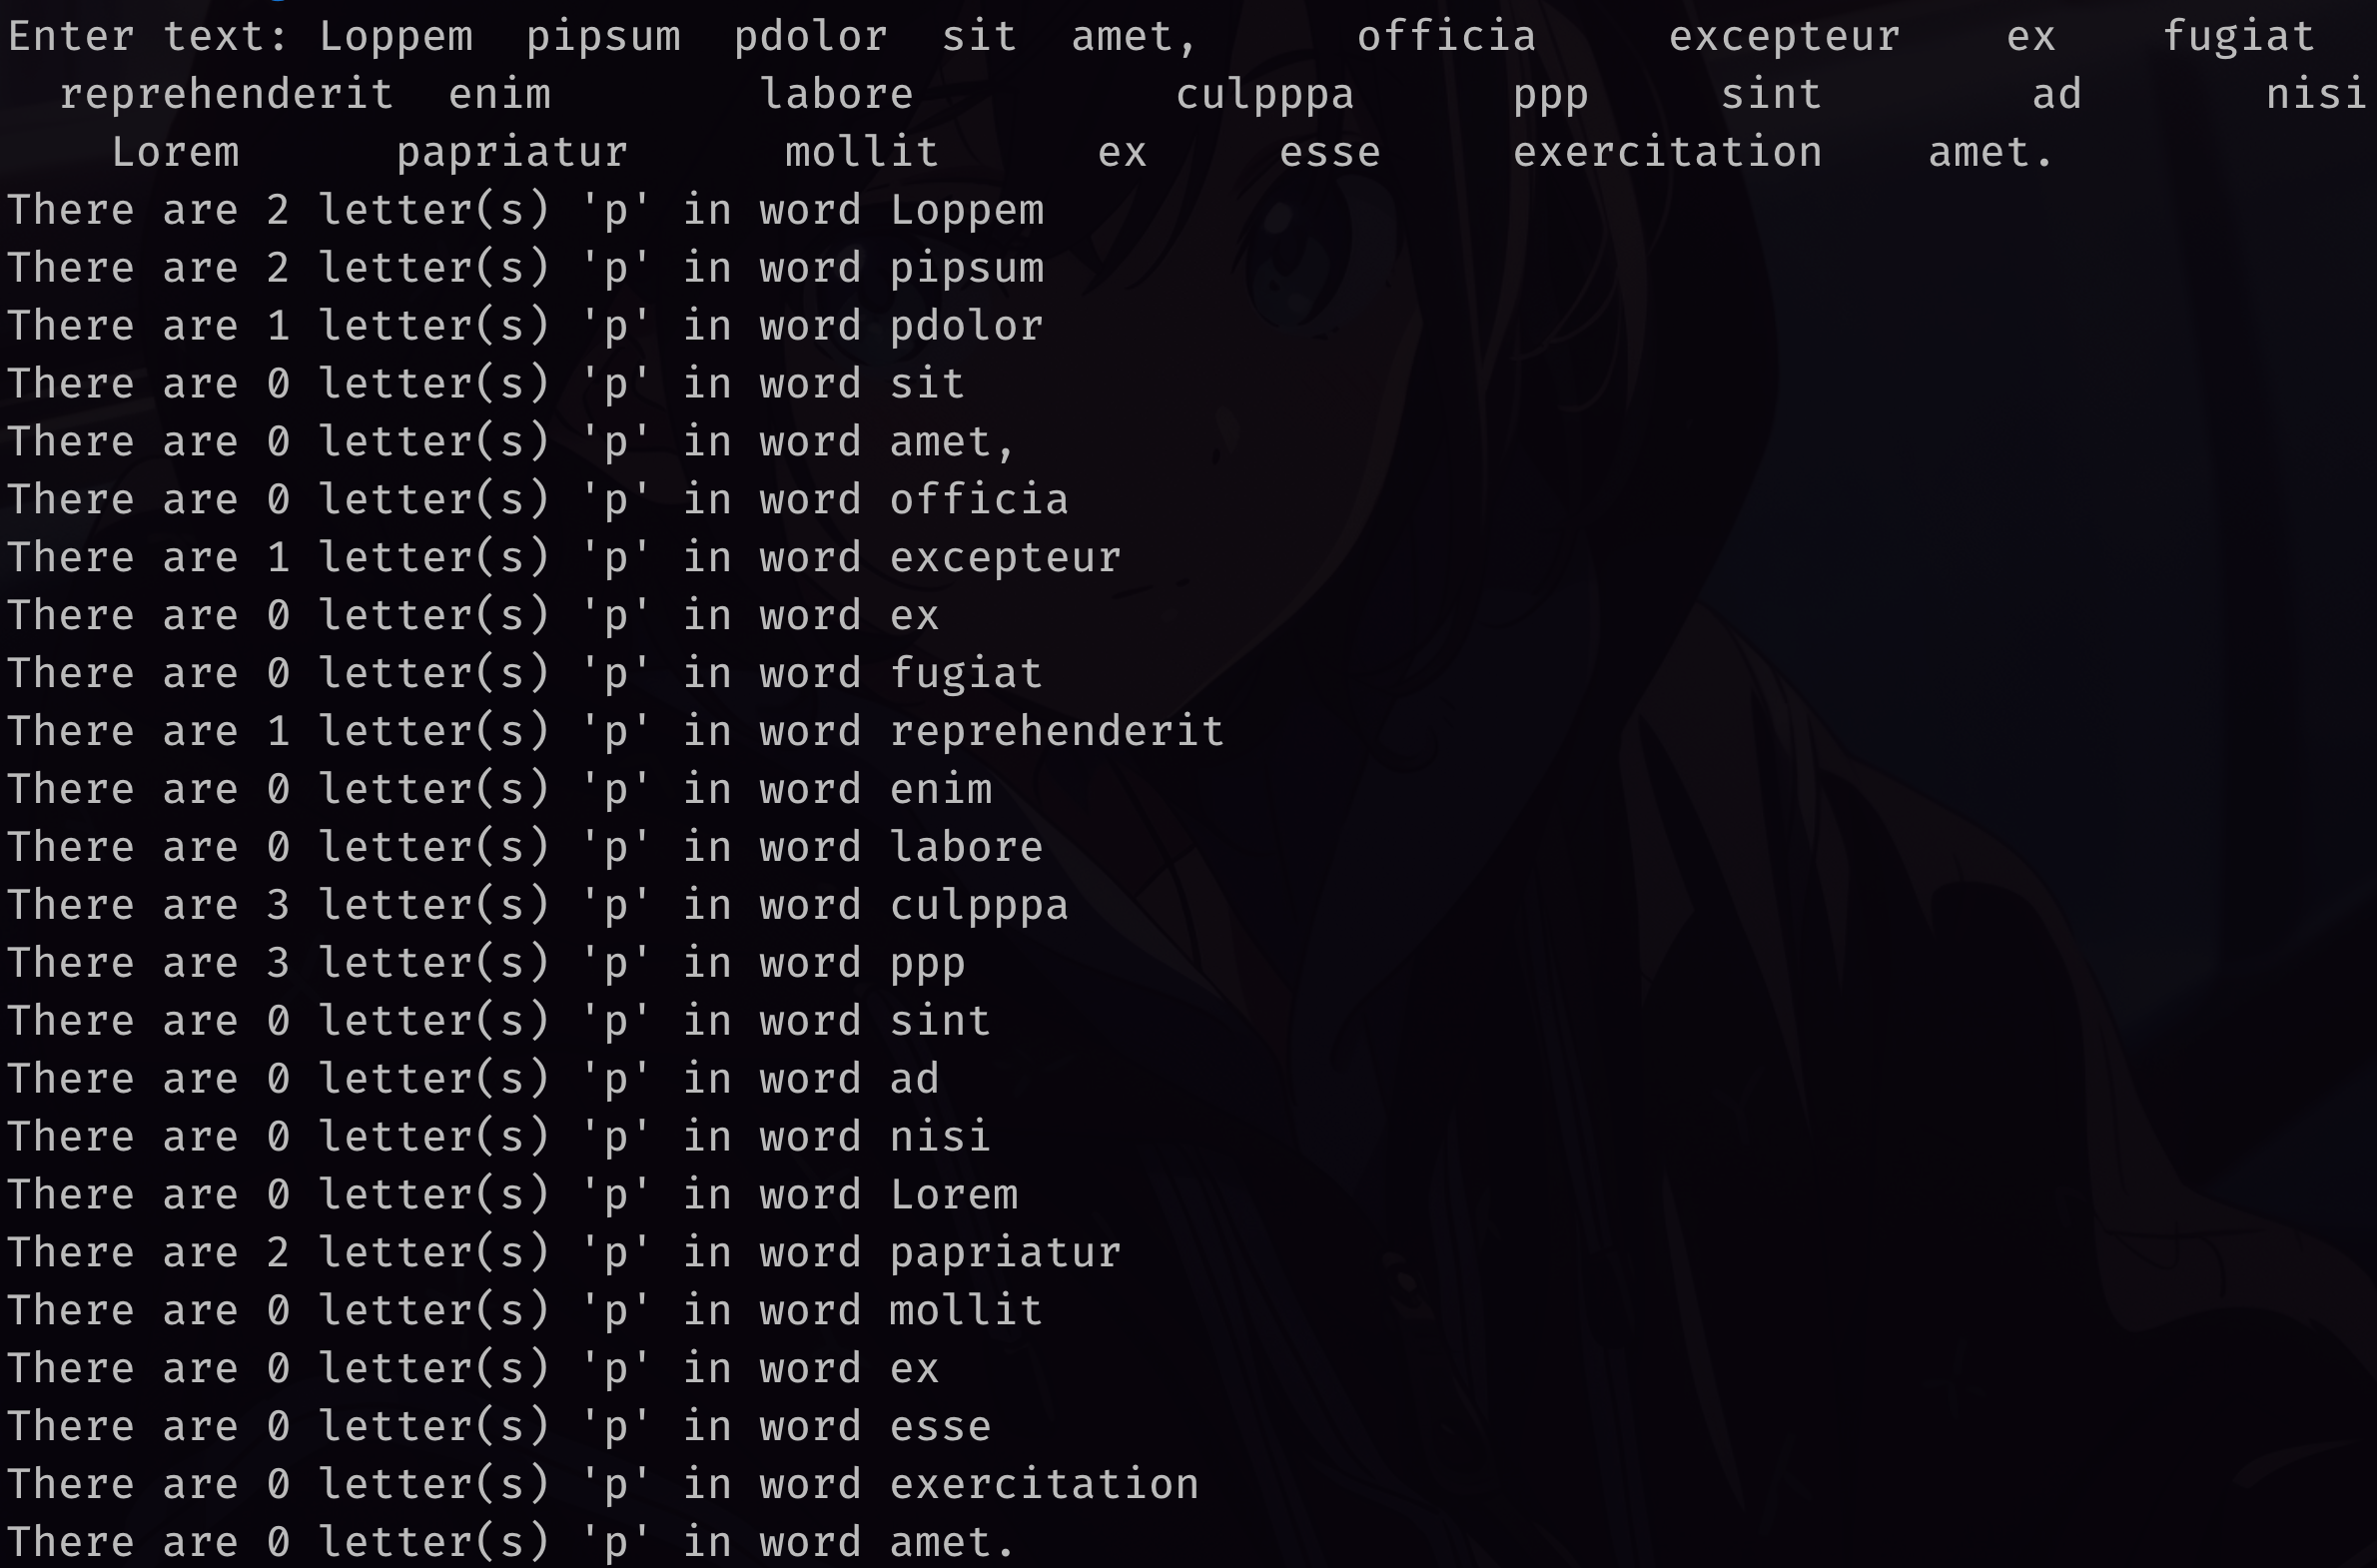 Enter text: Loppem  pipsum  pdolor  sit  amet,      officia     excepteur    ex    fugiat
  reprehenderit  enim        labore          culpppa      ppp     sint        ad       nisi
    Lorem      papriatur      mollit      ex     esse     exercitation    amet.
There are 2 letter(s) 'p' in word Loppem
There are 2 letter(s) 'p' in word pipsum
There are 1 letter(s) 'p' in word pdolor
There are 0 letter(s) 'p' in word sit
There are 0 letter(s) 'p' in word amet,
There are 0 letter(s) 'p' in word officia
There are 1 letter(s) 'p' in word excepteur
There are 0 letter(s) 'p' in word ex
There are 0 letter(s) 'p' in word fugiat
There are 1 letter(s) 'p' in word reprehenderit
There are 0 letter(s) 'p' in word enim
There are 0 letter(s) 'p' in word labore
There are 3 letter(s) 'p' in word culpppa
There are 3 letter(s) 'p' in word ppp
There are 0 letter(s) 'p' in word sint
There are 0 letter(s) 'p' in word ad
There are 0 letter(s) 'p' in word nisi
There are 0 letter(s) 'p' in word Lorem
There are 2 letter(s) 'p' in word papriatur
There are 0 letter(s) 'p' in word mollit
There are 0 letter(s) 'p' in word ex
There are 0 letter(s) 'p' in word esse
There are 0 letter(s) 'p' in word exercitation
There are 0 letter(s) 'p' in word amet.